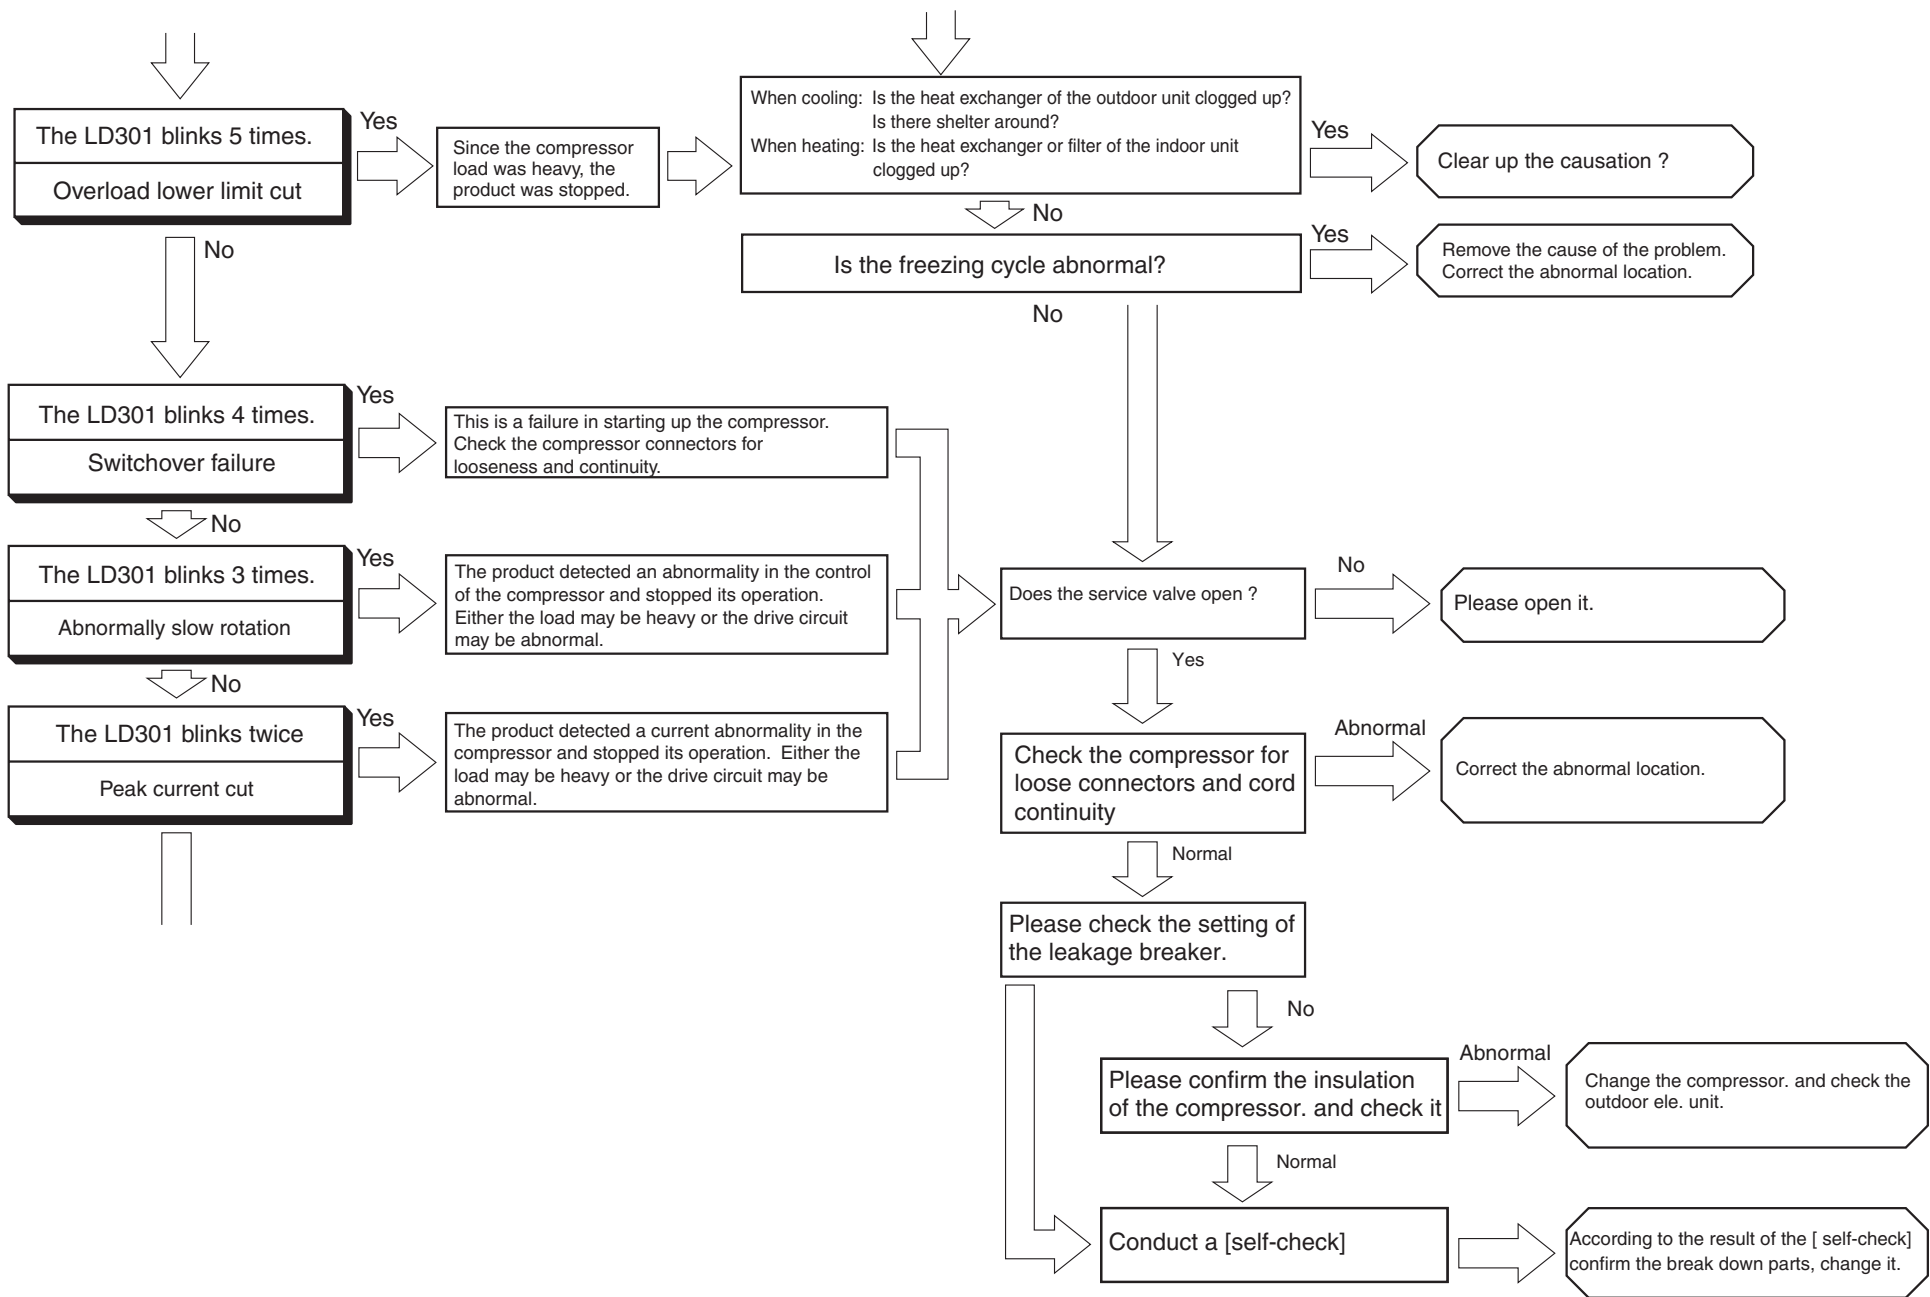 The LD301 blinks 5 times.
Overload lower limit cut
Yes
Since the compressor
load was heavy, the
product was stopped.
When cooling: Is the heat exchanger of the outdoor unit clogged up?
Is there shelter around?
When heating: Is the heat exchanger or filter of the indoor unit
clogged up?
Yes
Clear up the causation ?
No
Is the freezing cycle abnormal?
Yes
Remove the cause of the problem.
Correct the abnormal location.
No
No
The LD301 blinks 4 times.
Switchover failure
Yes
This is a failure in starting up the compressor.
Check the compressor connectors for
looseness and continuity.
No
The LD301 blinks 3 times.
Abnormally slow rotation
Yes
The product detected an abnormality in the control
of the compressor and stopped its operation.
Either the load may be heavy or the drive circuit
may be abnormal.
No
The LD301 blinks twice
Peak current cut
Yes
The product detected a current abnormality in the
compressor and stopped its operation. Either the
load may be heavy or the drive circuit may be
abnormal.
Does the service valve open ?
No
Please open it.
Yes
Check the compressor for
loose connectors and cord
continuity
Abnormal
Correct the abnormal location.
Normal
Please check the setting of
the leakage breaker.
No
Please confirm the insulation
of the compressor. and check it
Abnormal
Change the compressor. and check the
outdoor ele. unit.
Normal
Conduct a [self-check]
According to the result of the [ self-check]
confirm the break down parts, change it.